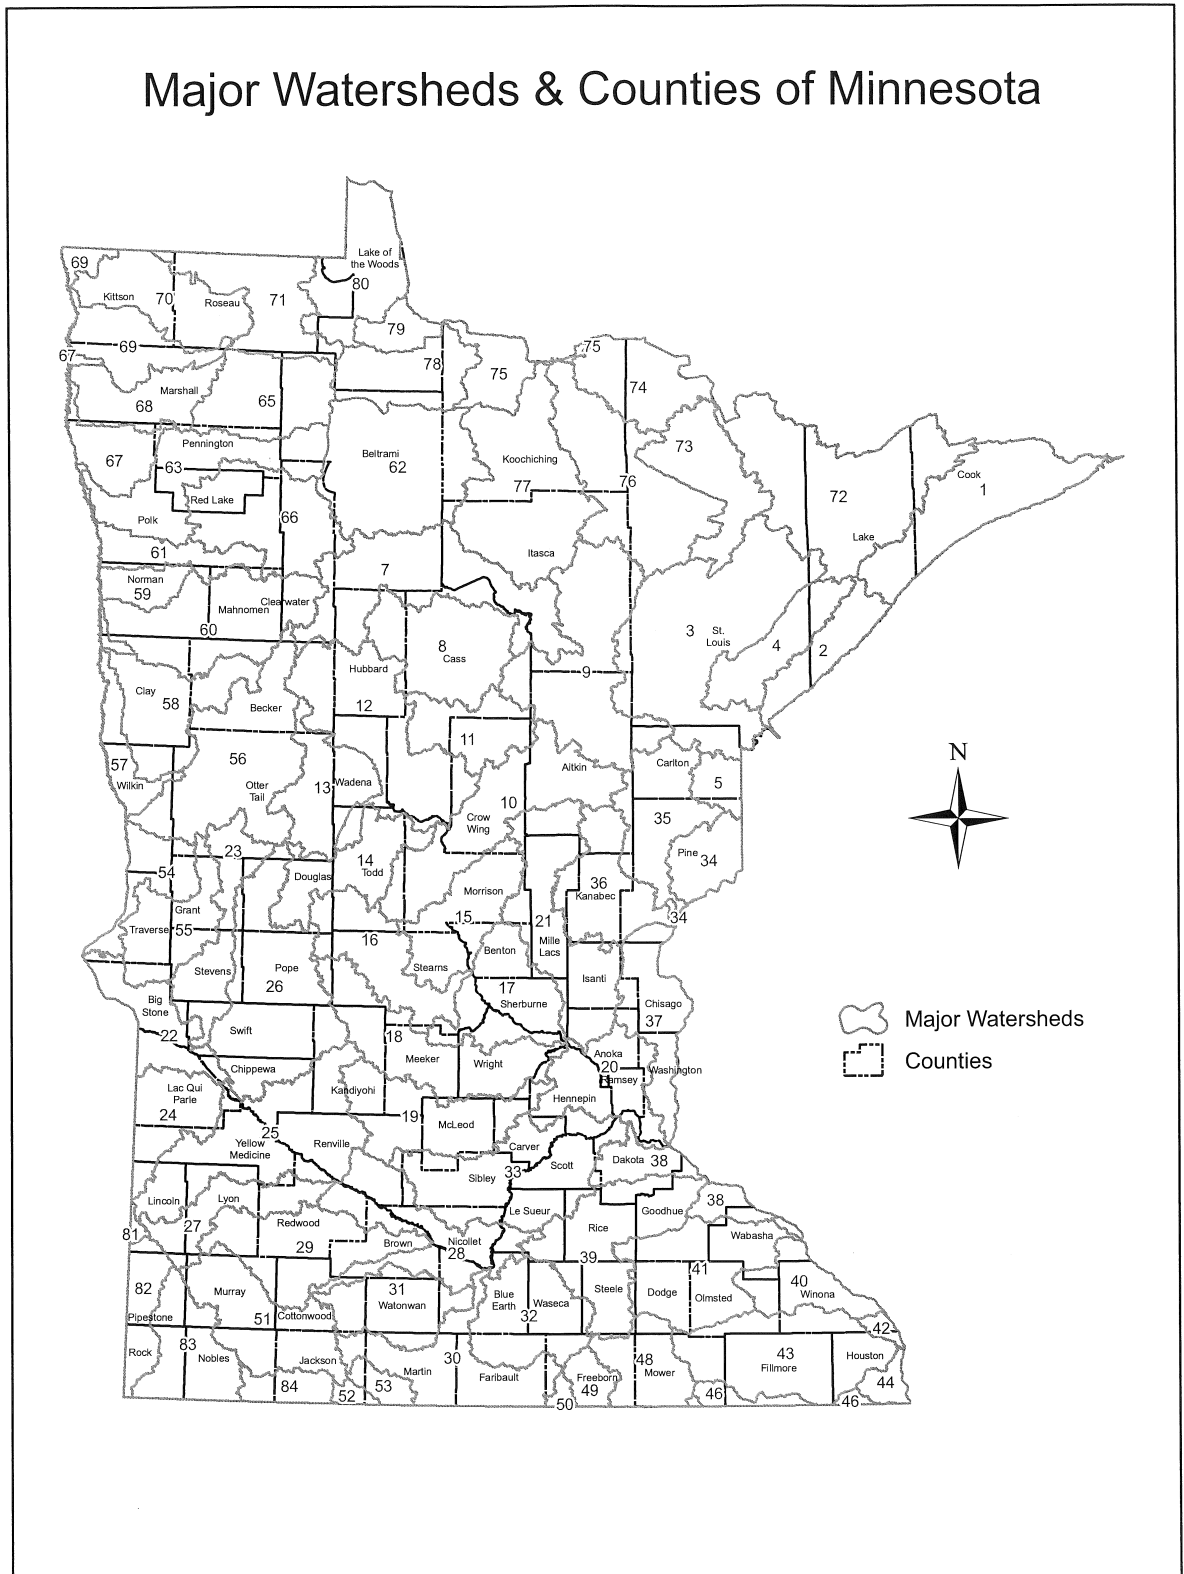 Major Watersheds & Counties of Minnesota
Lake of
the Woods
69
80
Kittson
70
Roseau
71
79
75
69
67
78
75
74
Marshall
68
65
73
Pennington
Beltrami
62
Koochiching
67
63
Cook
1
77
76
72
Red Lake
66
Polk
Lake
61
Itasca
7
Norman
59
Clearwater
Mahnomen
60
3
St.
Louis
8
Cass
4
2
Hubbard
9
Clay
58
Becker
12
11
N
57
Wilkin
56
Otter
Tail
13
Wadena
Aitkin
Carlton
5
10
Crow
Wing
35
23
14
Todd
Pine
34
54
Douglas
36
Kanabec
Morrison
Grant
15
21
34
Traverse
55
16
Mille
Lacs
Benton
Stevens
Pope
26
Stearns
Isanti
17
Sherburne
Big
Stone
Chisago
37
Major Watersheds
22
Swift
18
Meeker
Wright
Anoka
20
Counties
Chippewa
Ramsey
Washington
Lac Qui
Parle
24
Kandiyohi
Hennepin
19
McLeod
25
Yellow
Medicine
Renville
Carver
Scott
Dakota
38
33
Sibley
Lincoln
Lyon
38
Le Sueur
Goodhue
81
27
Redwood
29
Brown
Nicollet
28
Rice
39
Wabasha
41
82
Pipestone
Murray
51
Cottonwood
31
Watonwan
Blue
Earth
32
Waseca
Steele
Dodge
Olmsted
40
Winona
42
Rock
83
Nobles
Jackson
84
52
53
Martin
30
Faribault
Freeborn
49
50
48
Mower
46
43
Fillmore
Houston
44
46